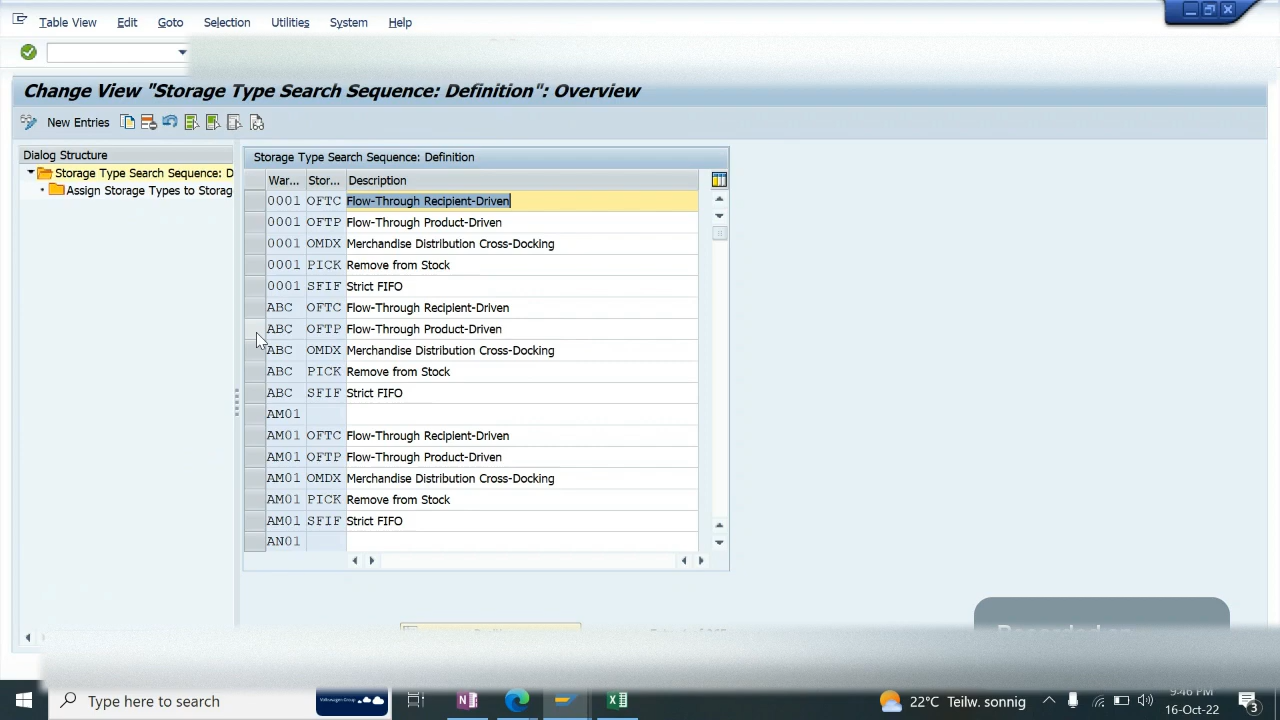 Table View Edit Goto Selection Utilities System Help
Change View "Storage Type Search Sequence: Definition": Overview
New Entries
Dialog Structure
Storage Type Search Sequence: D
Assign Storage Types to Storag
Storage Type Search Sequence: Definition
War... Stor... Description
0001 OFTC Flow-Through Recipient-Driven
0001 OFTP Flow-Through Product-Driven
0001 OMDX Merchandise Distribution Cross-Docking
0001 PICK Remove from Stock
0001 SFIF Strict FIFO
ABC OFTC Flow-Through Recipient-Driven
ABC OFTP Flow-Through Product-Driven
ABC OMDX Merchandise Distribution Cross-Docking
ABC PICK Remove from Stock
ABC SFIF Strict FIFO
AM01
AM01 OFTC Flow-Through Recipient-Driven
AM01 OFTP Flow-Through Product-Driven
AM01 OMDX Merchandise Distribution Cross-Docking
AM01 PICK Remove from Stock
AM01 SFIF Strict FIFO
AN01
Type here to search
22°C Teilw. sonnig
9:46 PM
16-Oct-22
3